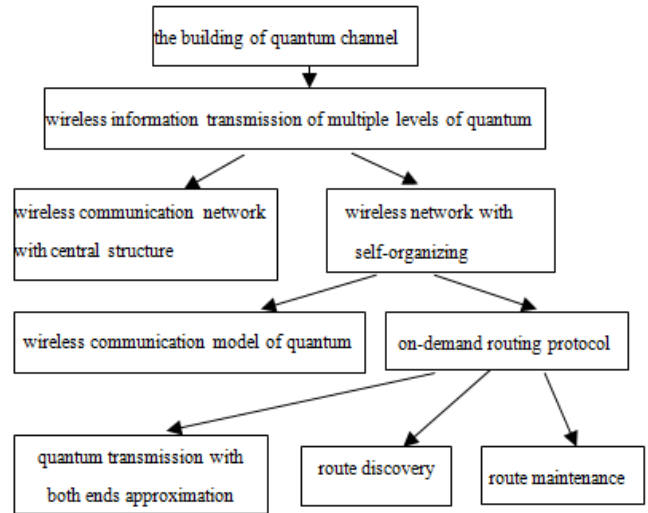 the building of quantum channel
wireless information transmission of multiple levels of quantum
wireless communication network
with central structure
wireless network with
self-organizing
wireless communication model of quantum
on-demand routing protocol
quantum transmission with
both ends approximation
route discovery
route maintenance